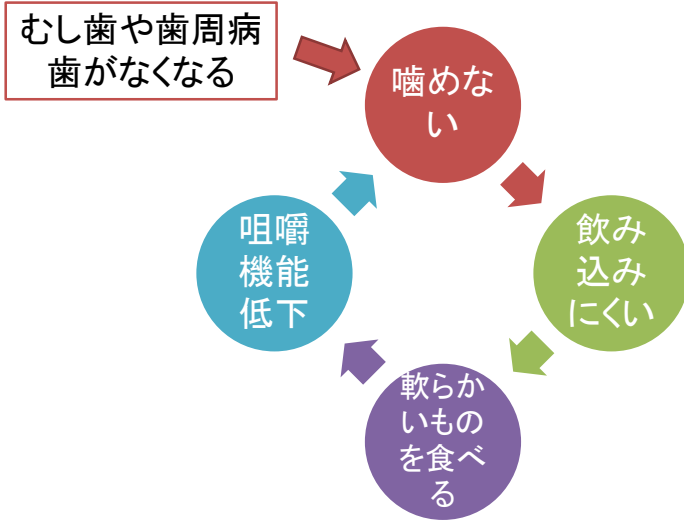 むし歯や歯周病
歯がなくなる
噛めな
い
飲み
込み
にくい
軟らか
いもの
を食べ
る
咀嚼
機能
低下